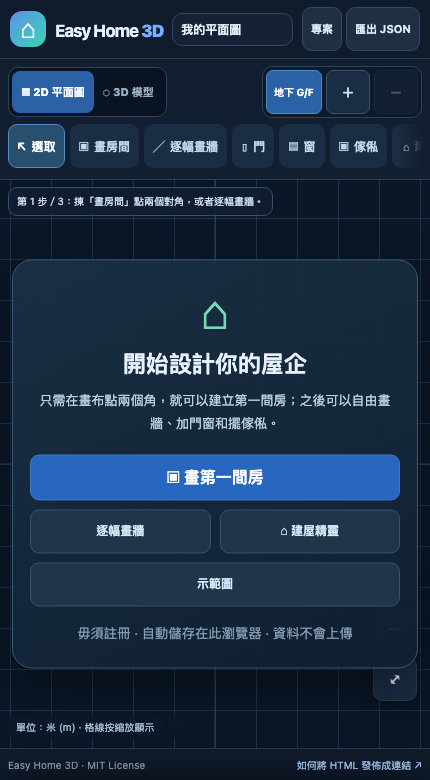 Easy Home 3D
我的平面圖
專案
匯出 JSON
2D 平面圖
3D 模型
地下 G/F
+
−
選取
畫房間
逐幅畫牆
門
窗
傢俬
第 1 步 / 3：揀「畫房間」點兩個對角，或者逐幅畫牆。
開始設計你的屋企
只需在畫布點兩個角，就可以建立第一間房；之後可以自由畫
牆、加門窗和擺傢俬。
畫第一間房
逐幅畫牆
建屋精靈
示範圖
毋須註冊 · 自動儲存在此瀏覽器 · 資料不會上傳
單位：米 (m) · 格線按縮放顯示
Easy Home 3D · MIT License
如何將 HTML 發佈成連結 ↗